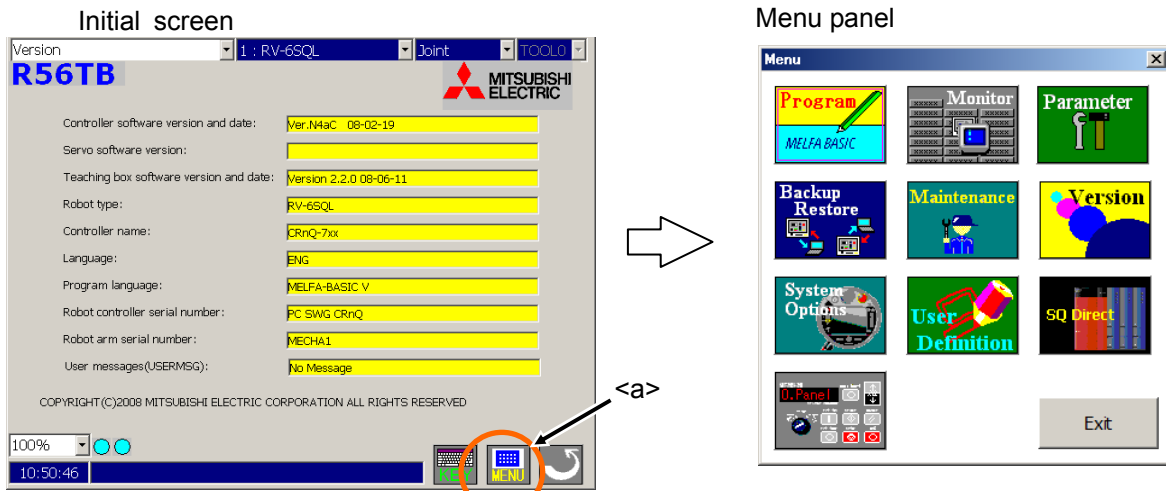 Initial screen
Version 1 : RV-6SQL Joint TOOL0
R56TB
MITSUBISHI
ELECTRIC
Controller software version and date: Ver.N4aC 08-02-19
Servo software version:
Teaching box software version and date: Version 2.2.0 08-06-11
Robot type: RV-6SQL
Controller name: CRnQ-7xx
Language: ENG
Program language: MELFA-BASIC V
Robot controller serial number: PC SWG CRnQ
Robot arm serial number: MECHA1
User messages(USERMSG): No Message
COPYRIGHT(C)2008 MITSUBISHI ELECTRIC CORPORATION ALL RIGHTS RESERVED
<a>
100%
10:50:46
KEY MENU
Menu panel
Menu
Program
MELFA BASIC
Monitor
Parameter
Backup
Restore
Maintenance
Version
System
Options
User
Definition
SQ Direct
O.Panel
Exit